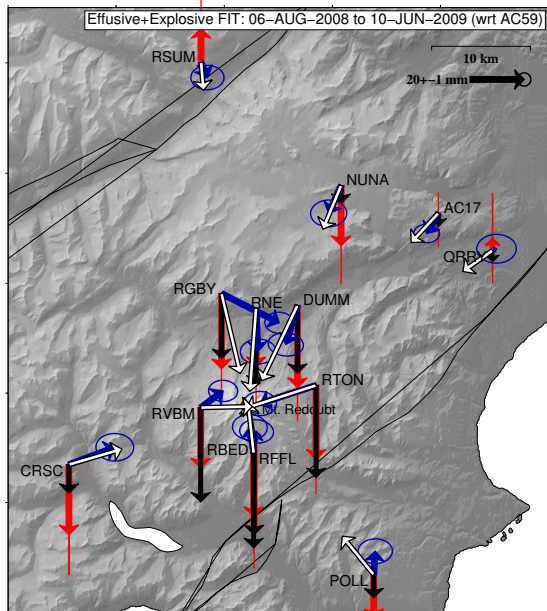 Effusive+Explosive FIT: 06−AUG−2008 to 10−JUN−2009 (wrt AC59)
RSUM
10 km
20+−1 mm
NUNA
AC17
QRRY
RGBY
RNE
DUMM
RTON
RVBM
Mt. Redoubt
RBED
RFFL
CRSC
POLL